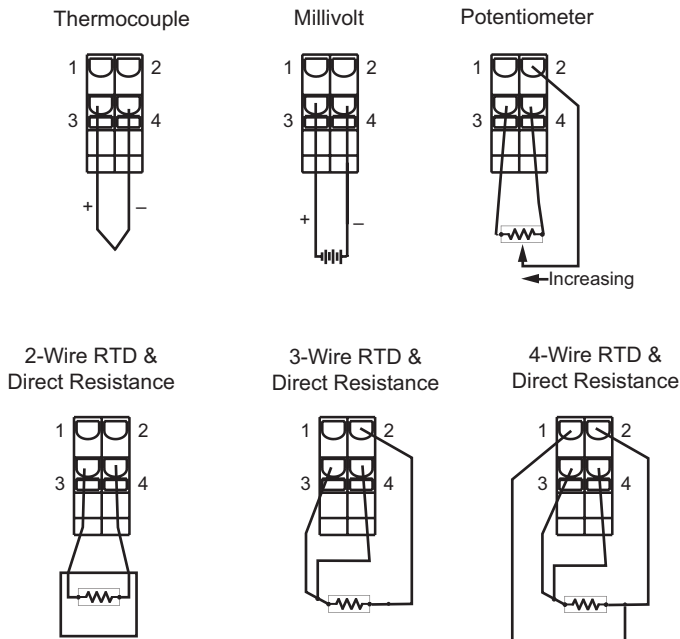 Thermocouple
Millivolt
Potentiometer
1 2
3 4
+ –
1 2
3 4
+ –
1 2
3 4
Increasing
2-Wire RTD &
Direct Resistance
3-Wire RTD &
Direct Resistance
4-Wire RTD &
Direct Resistance
1 2
3 4
1 2
3 4
1 2
3 4